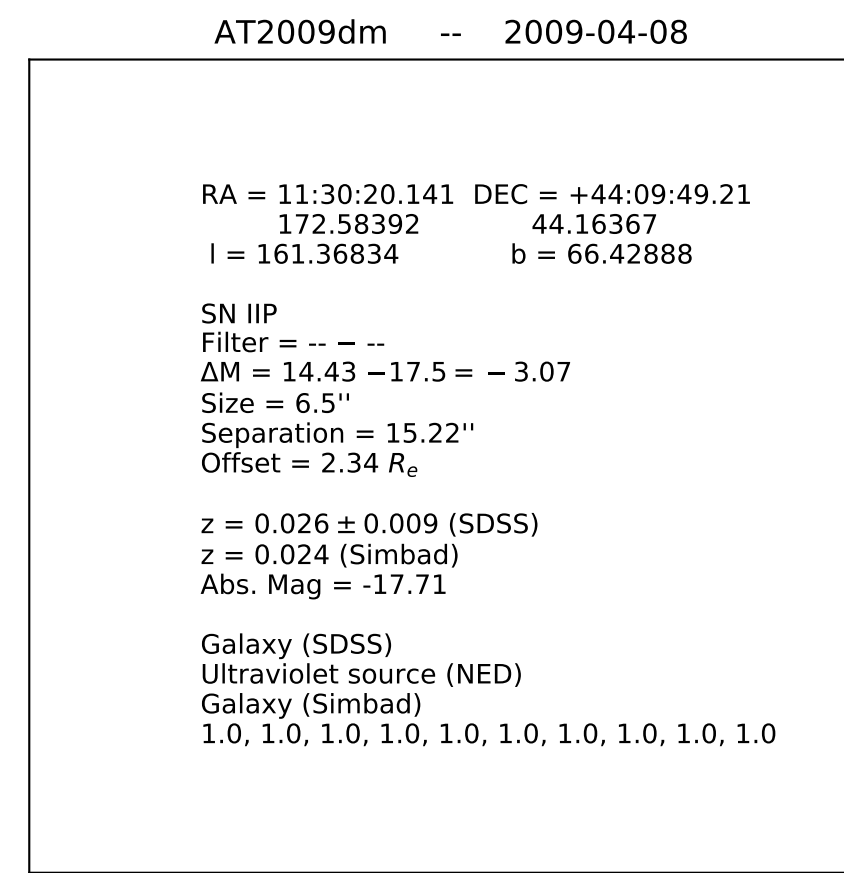 AT2009dm -- 2009-04-08
RA = 11:30:20.141 DEC = +44:09:49.21
172.58392 44.16367
l = 161.36834 b = 66.42888
SN IIP
Filter = -- − --
ΔM = 14.43 −17.5 = − 3.07
Size = 6.5''
Separation = 15.22''
Offset = 2.34 Rₑ
z = 0.026 ± 0.009 (SDSS)
z = 0.024 (Simbad)
Abs. Mag = -17.71
Galaxy (SDSS)
Ultraviolet source (NED)
Galaxy (Simbad)
1.0, 1.0, 1.0, 1.0, 1.0, 1.0, 1.0, 1.0, 1.0, 1.0